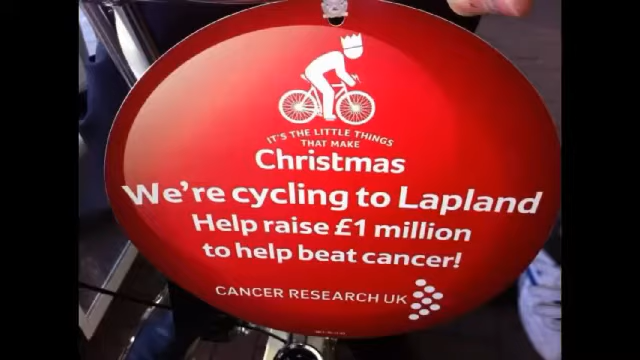 IT'S THE LITTLE THINGS
THAT MAKE
Christmas
We're cycling to Lapland
Help raise £1 million
to help beat cancer!
CANCER RESEARCH UK